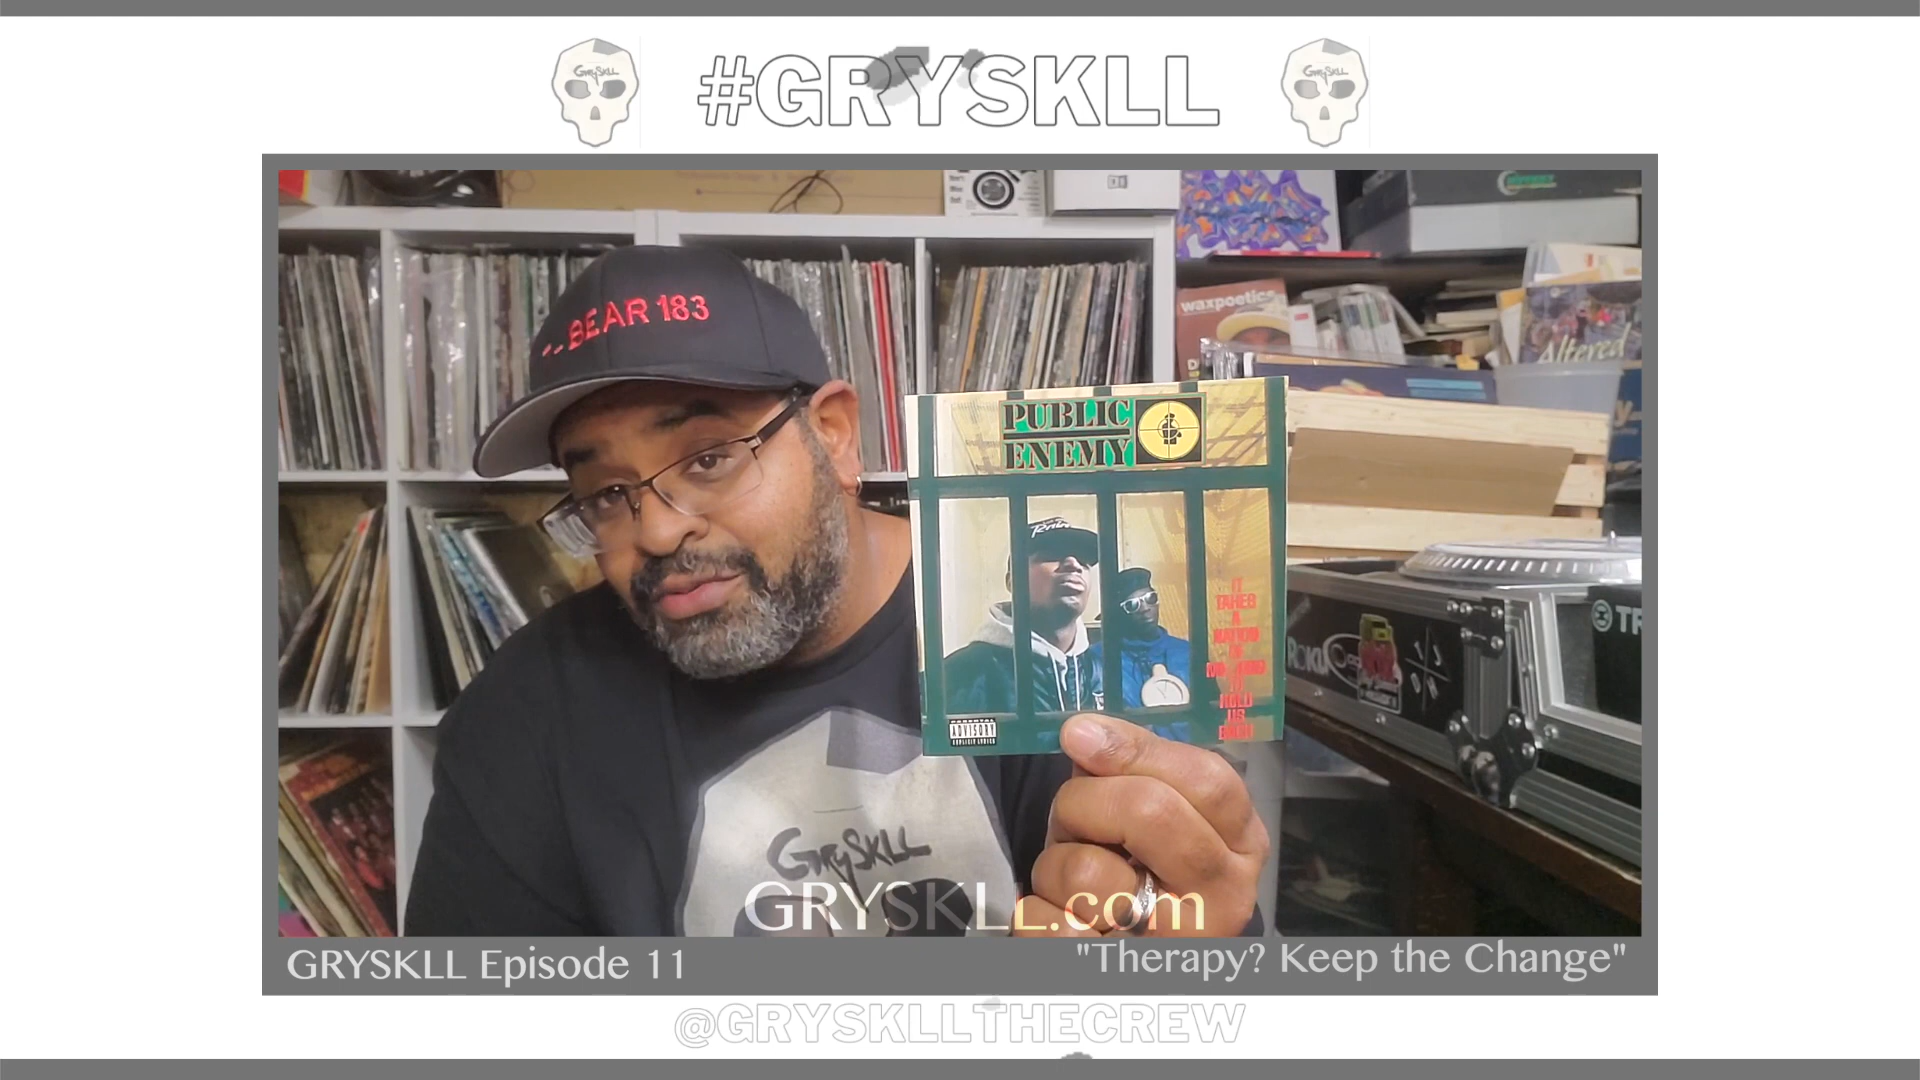 #GRYSKLL
GRYSKLL
GRYSKLL
waxpoetics
Altered
BEAR 183
PUBLIC
ENEMY
IT
TAKES
A
NATION
OF
TO
HOLD
US
BACK
PARENTAL
ADVISORY
EXPLICIT LYRICS
TR
GRYSKLL
GRYSKLL.com
GRYSKLL Episode 11
"Therapy? Keep the Change"
@GRYSKLLTHECREW